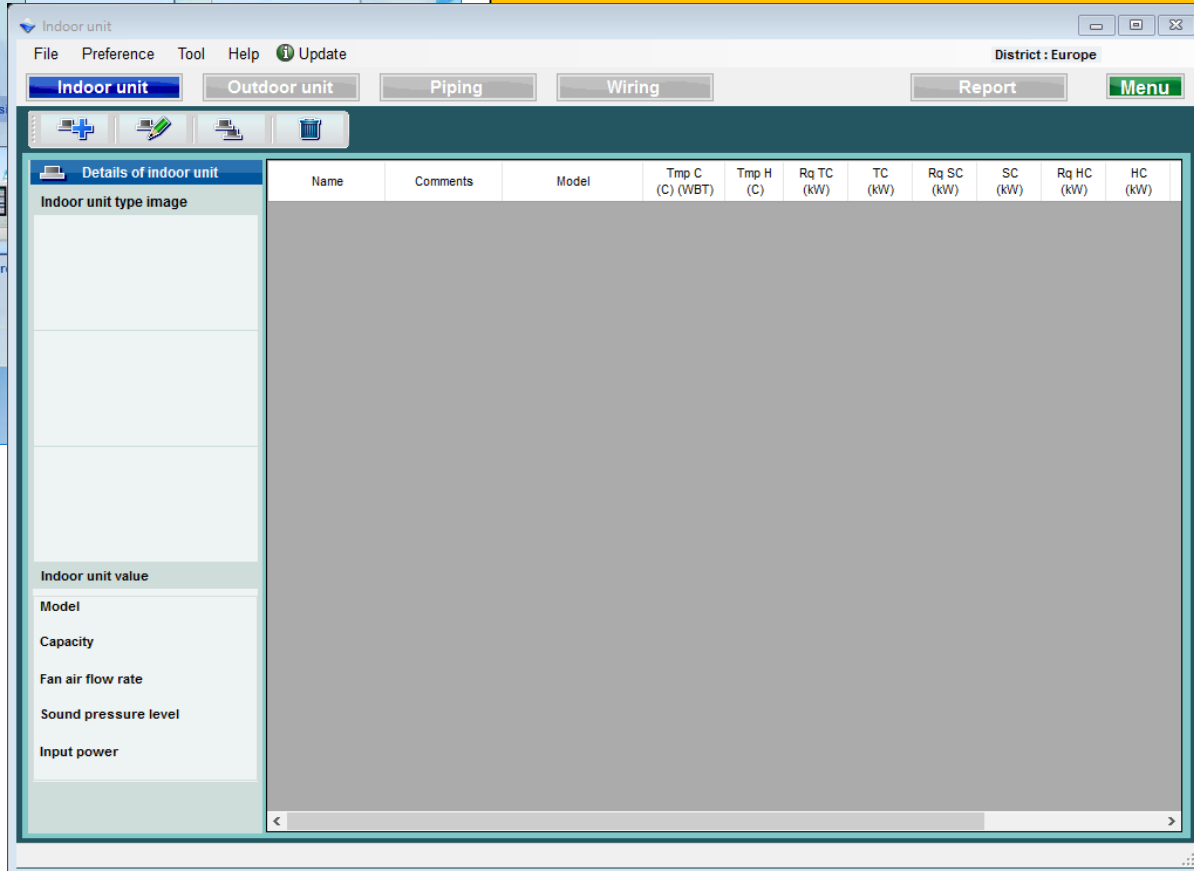 Indoor unit
File Preference Tool Help Update
District : Europe
Indoor unit Outdoor unit Piping Wiring Report Menu
Details of indoor unit
Indoor unit type image
Name Comments Model Tmp C Tmp H Rq TC TC Rq SC SC Rq HC HC
(C) (WBT) (C) (kW) (kW) (kW) (kW) (kW) (kW)
Indoor unit value
Model
Capacity
Fan air flow rate
Sound pressure level
Input power